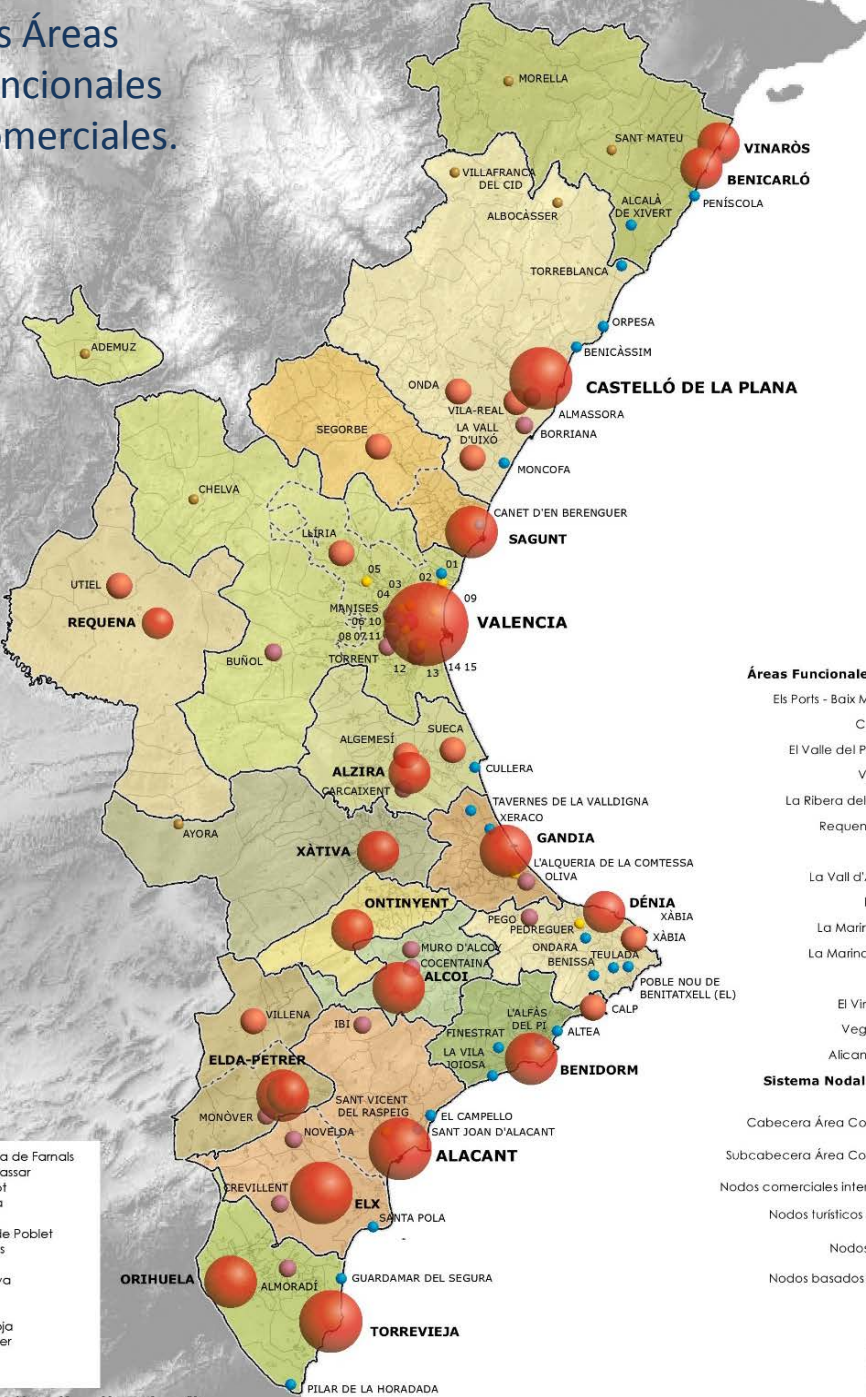 s Áreas
ncionales
omerciales.
MORELLA
SANT MATEU
VINARÒS
BENICARLÓ
VILLAFRANCA
DEL CID
PENÍSCOLA
ALCALÀ
DE XIVERT
ALBOCÀSSER
TORREBLANCA
ORPESA
ADEMUZ
BENICÀSSIM
ONDA
CASTELLÓ DE LA PLANA
VILA-REAL
ALMASSORA
LA VALL
D'UIXÓ
BORRIANA
SEGORBE
MONCOFA
CHELVA
CANET D'EN BERENGUER
LLÍRIA
SAGUNT
05
01
02
03
UTIEL
04
09
MANISES
REQUENA
06 10
VALENCIA
08 07 11
BUÑOL
TORRENT
12
13
14 15
Áreas Funcionale
Els Ports - Baix M
C
El Valle del P
V
La Ribera del
Requen
La Vall d'A
La Marin
La Marina
El Vin
Veg
Alican
Sistema Nodal
Cabecera Área Co
Subcabecera Área Co
Nodos comerciales inter
Nodos turísticos
Nodos
Nodos basados
SUECA
ALGEMESÍ
ALZIRA
CULLERA
CARCAIXENT
TAVERNES DE LA VALLDIGNA
XERACO
AYORA
GANDIA
XÀTIVA
L'ALQUERIA DE LA COMTESSA
OLIVA
ONTINYENT
DÉNIA
XÀBIA
PEGO
PEDREGUER
XÀBIA
MURO D'ALCOY
ONDARA
TEULADA
COCENTAINA
BENISSA
ALCOI
POBLE NOU DE
BENITATXELL (EL)
CALP
VILLENA
IBI
L'ALFÀS
DEL PI
FINESTRAT
ALTEA
LA VILA
JOIOSA
ELDA-PETRER
BENIDORM
SANT VICENT
DEL RASPEIG
MONÒVER
EL CAMPELLO
SANT JOAN D'ALACANT
NOVELDA
ALACANT
CREVILLENT
ELX
SANTA POLA
-
ORIHUELA
ALMORADÍ
GUARDAMAR DEL SEGURA
TORREVIEJA
PILAR DE LA HORADADA
a de Farnals
assar
ot
a
de Poblet
s
va
oja
er